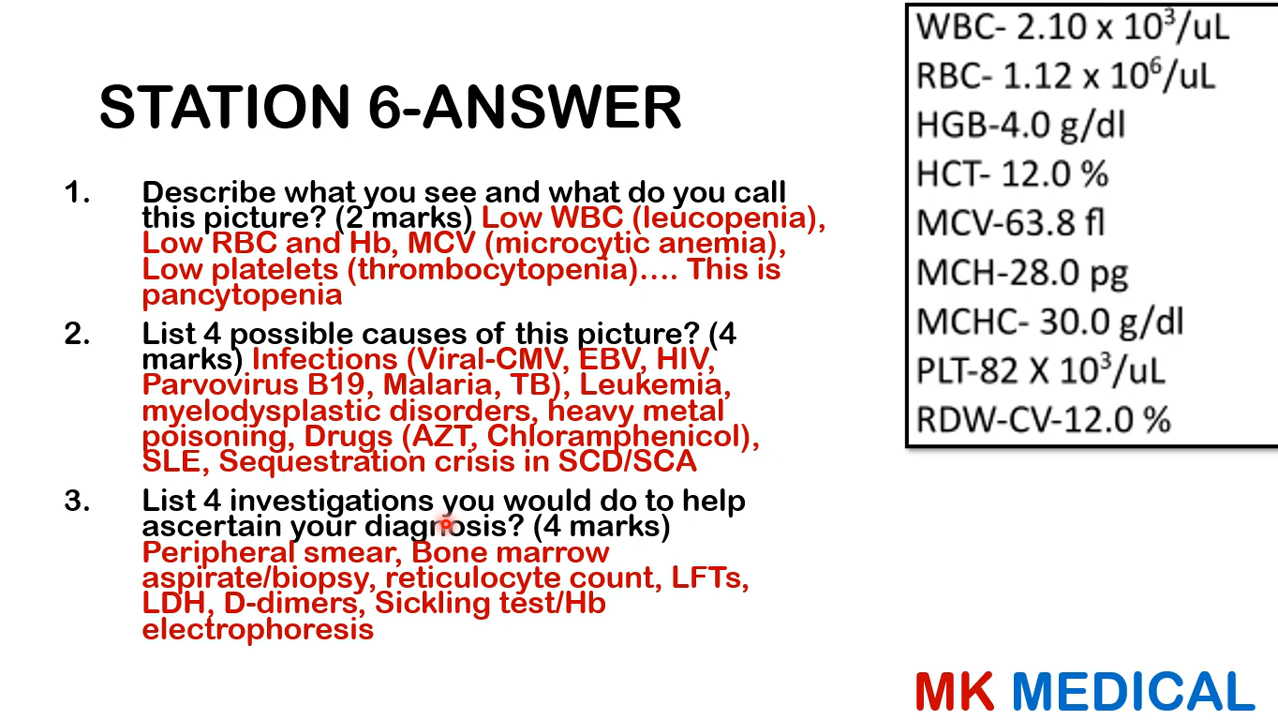 STATION 6-ANSWER
1. Describe what you see and what do you call
this picture? (2 marks) Low WBC (leucopenia),
Low RBC and Hb, MCV (microcytic anemia),
Low platelets (thrombocytopenia).... This is
pancytopenia
2. List 4 possible causes of this picture? (4
marks) Infections (Viral-CMV, EBV, HIV,
Parvovirus B19, Malaria, TB), Leukemia,
myelodysplastic disorders, heavy metal
poisoning, Drugs (AZT, Chloramphenicol),
SLE, Sequestration crisis in SCD/SCA
3. List 4 investigations you would do to help
ascertain your diagnosis? (4 marks)
Peripheral smear, Bone marrow
aspirate/biopsy, reticulocyte count, LFTs,
LDH, D-dimers, Sickling test/Hb
electrophoresis
WBC- 2.10 x 10³/uL
RBC- 1.12 x 10⁶/uL
HGB-4.0 g/dl
HCT- 12.0 %
MCV-63.8 fl
MCH-28.0 pg
MCHC- 30.0 g/dl
PLT-82 X 10³/uL
RDW-CV-12.0 %
MK MEDICAL